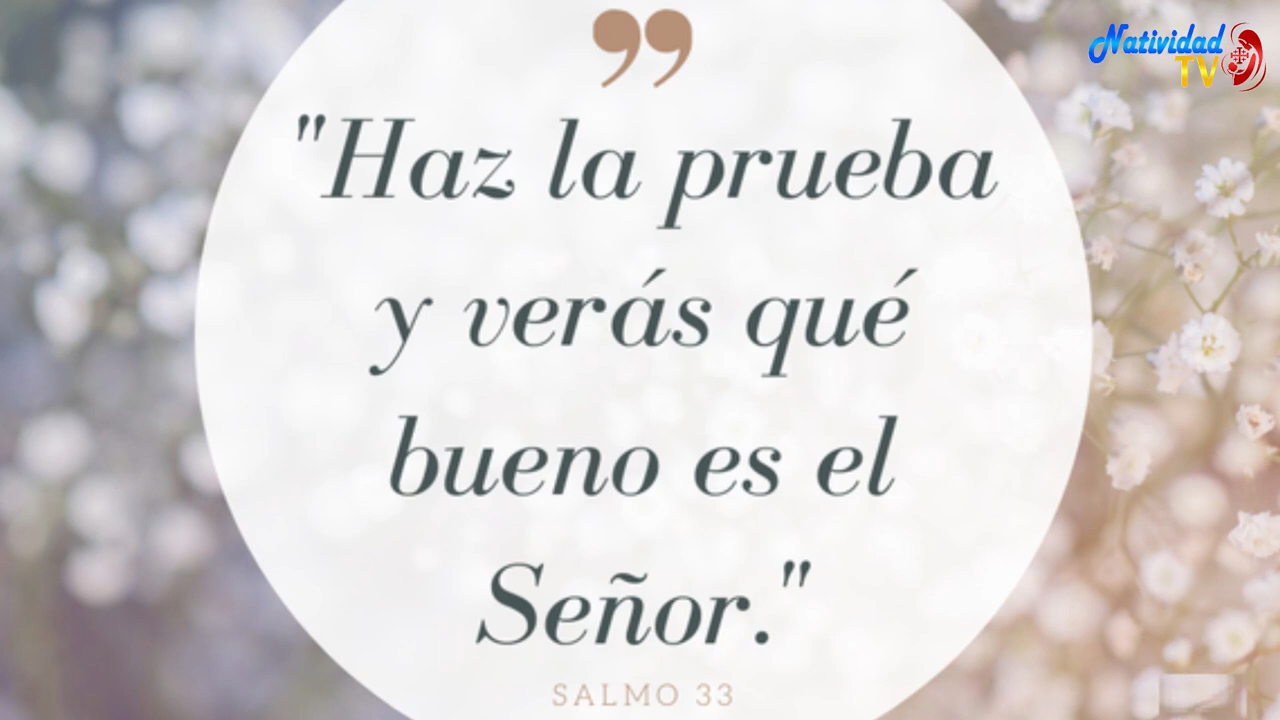 Natividad
TV
"Haz la prueba
y verás qué
bueno es el
Señor."
SALMO 33